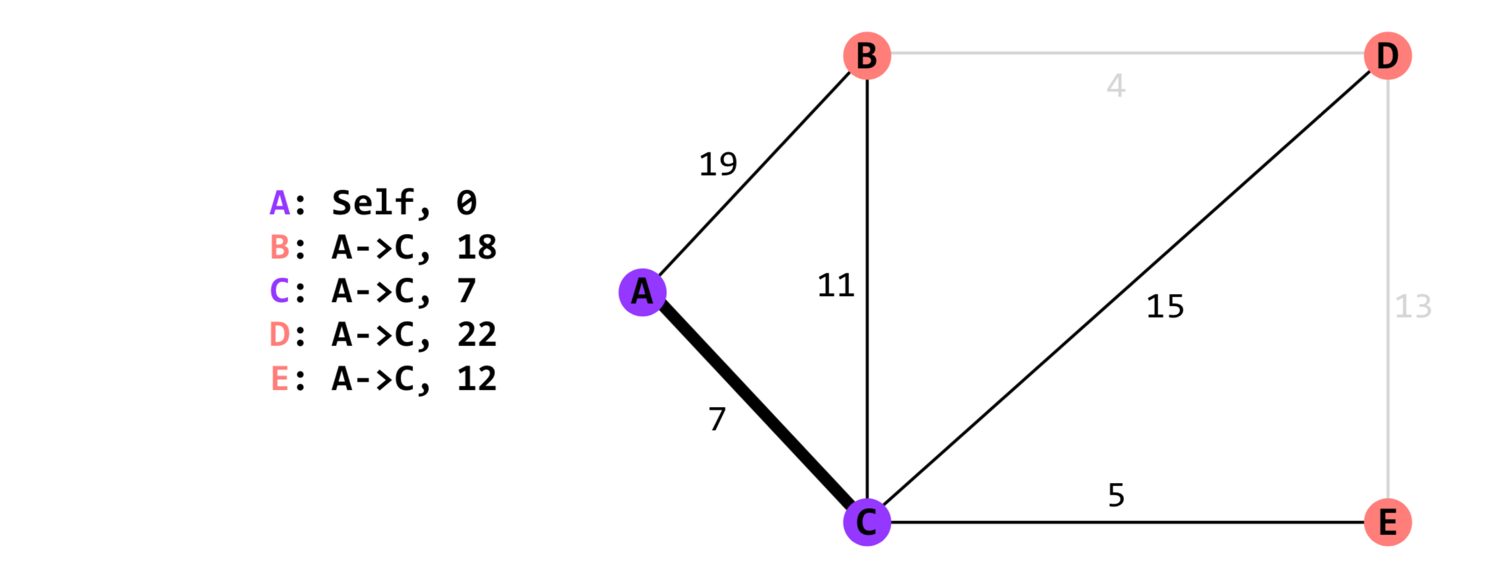 A: Self, 0
B: A->C, 18
C: A->C, 7
D: A->C, 22
E: A->C, 12
B
D
4
19
A
11
15
13
7
5
C
E